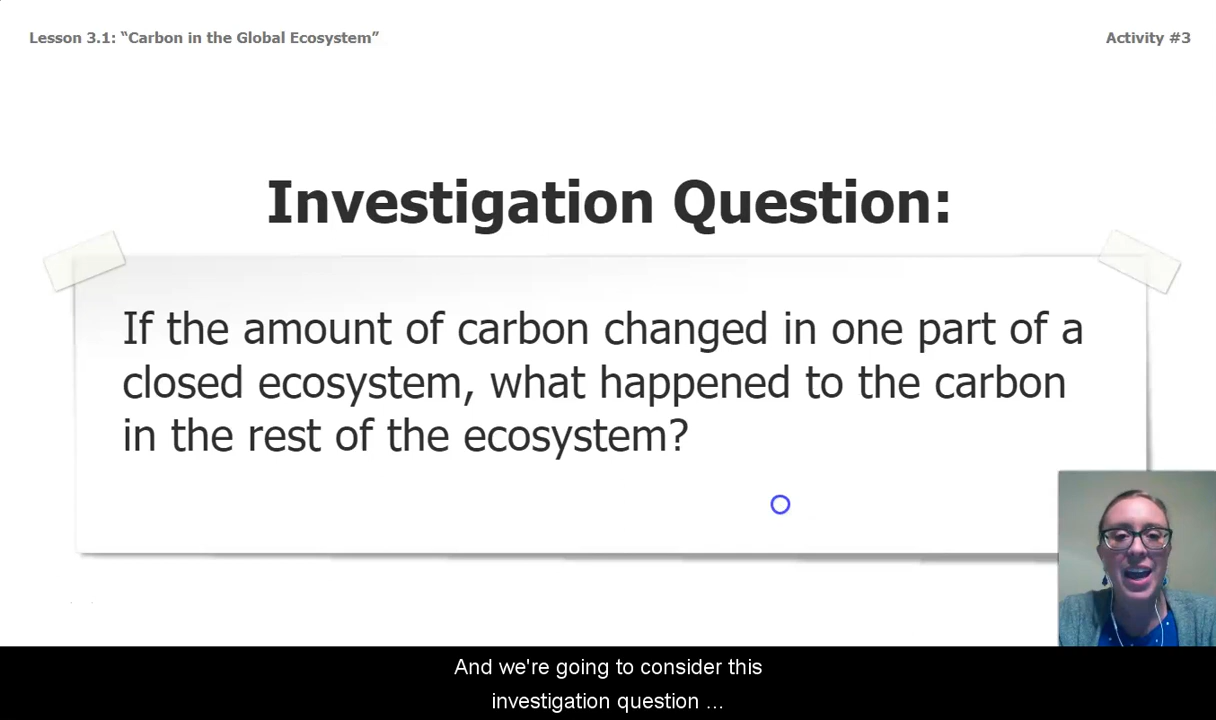 Lesson 3.1: “Carbon in the Global Ecosystem”
Activity #3
Investigation Question:
If the amount of carbon changed in one part of a
closed ecosystem, what happened to the carbon
in the rest of the ecosystem?
And we're going to consider this
investigation question ...